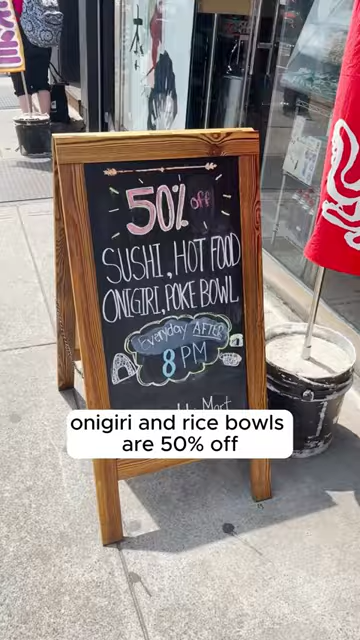 50% off
SUSHI, HOT FOOD
ONIGIRI, POKE BOWL
Everyday AFTER
8 PM
Mart
onigiri and rice bowls
are 50% off